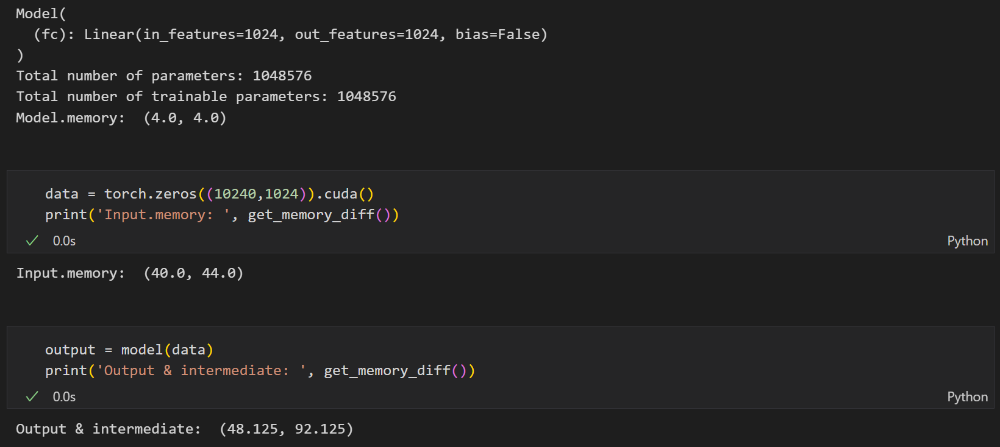 Model(
  (fc): Linear(in_features=1024, out_features=1024, bias=False)
)
Total number of parameters: 1048576
Total number of trainable parameters: 1048576
Model.memory:  (4.0, 4.0)
data = torch.zeros((10240,1024)).cuda()
print('Input.memory: ', get_memory_diff())
0.0s Python
Input.memory:  (40.0, 44.0)
output = model(data)
print('Output & intermediate: ', get_memory_diff())
0.0s Python
Output & intermediate:  (48.125, 92.125)